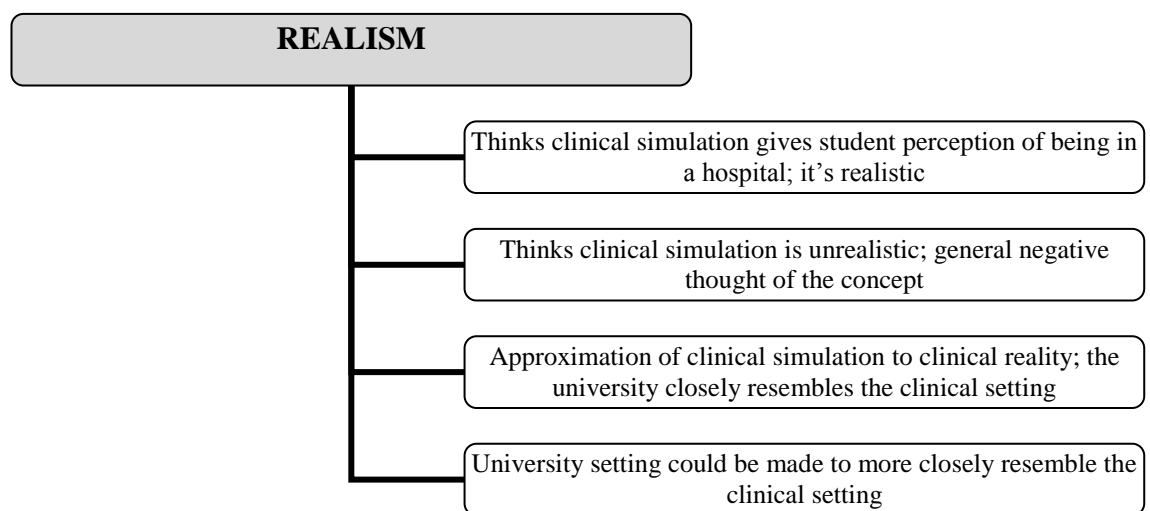 REALISM
Thinks clinical simulation gives student perception of being in
a hospital; it’s realistic
Thinks clinical simulation is unrealistic; general negative
thought of the concept
Approximation of clinical simulation to clinical reality; the
university closely resembles the clinical setting
University setting could be made to more closely resemble the
clinical setting